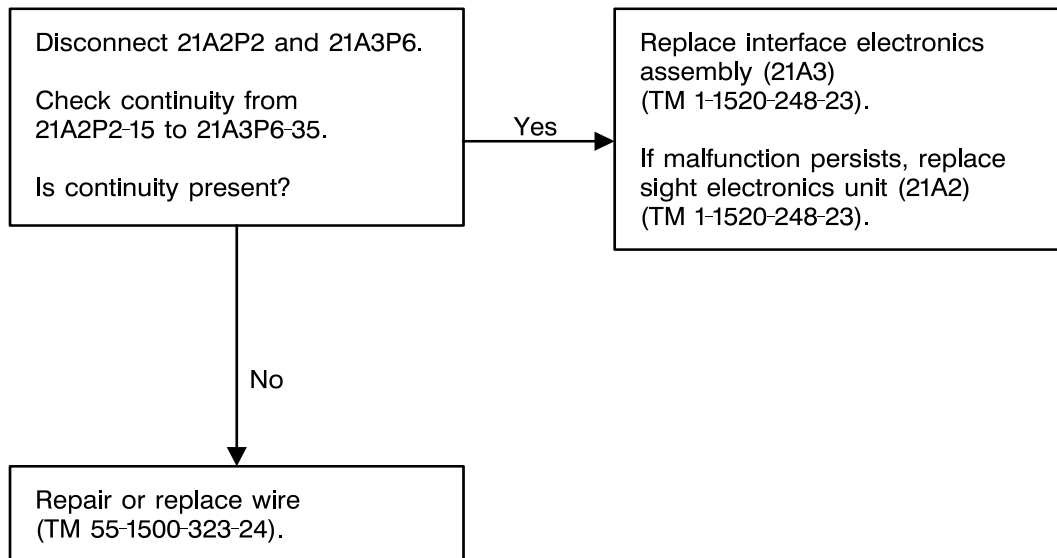 Disconnect 21A2P2 and 21A3P6.
Check continuity from
21A2P2-15 to 21A3P6-35.
Is continuity present?
Yes
Replace interface electronics
assembly (21A3)
(TM 1-1520-248-23).
If malfunction persists, replace
sight electronics unit (21A2)
(TM 1-1520-248-23).
No
Repair or replace wire
(TM 55-1500-323-24).